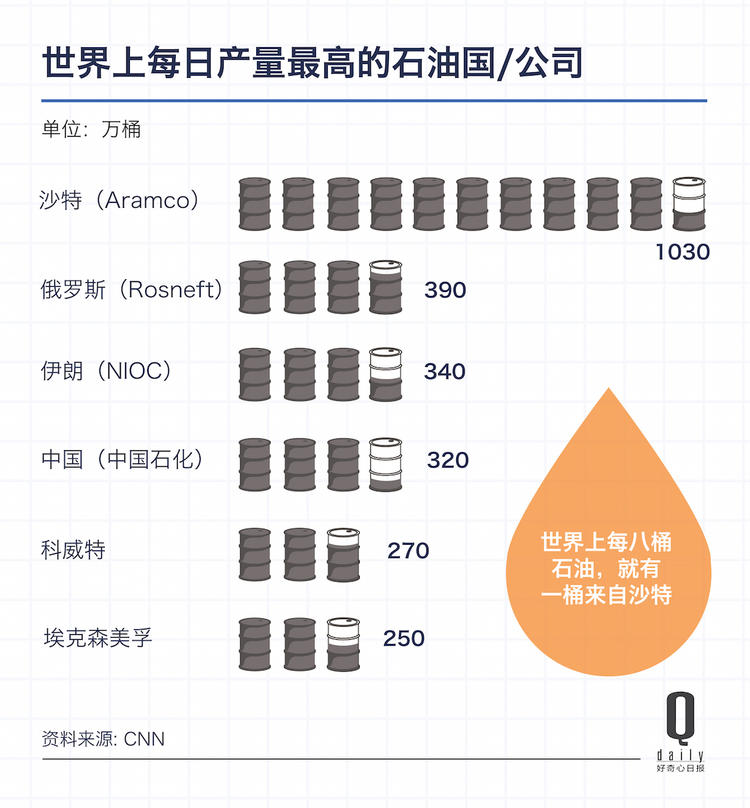 世界上每日产量最高的石油国/公司
单位：万桶
沙特（Aramco）
1030
俄罗斯（Rosneft）
390
伊朗（NIOC）
340
中国（中国石化）
320
科威特
270
埃克森美孚
250
世界上每八桶
石油，就有
一桶来自沙特
资料来源: CNN
Q
daily
好奇心日报